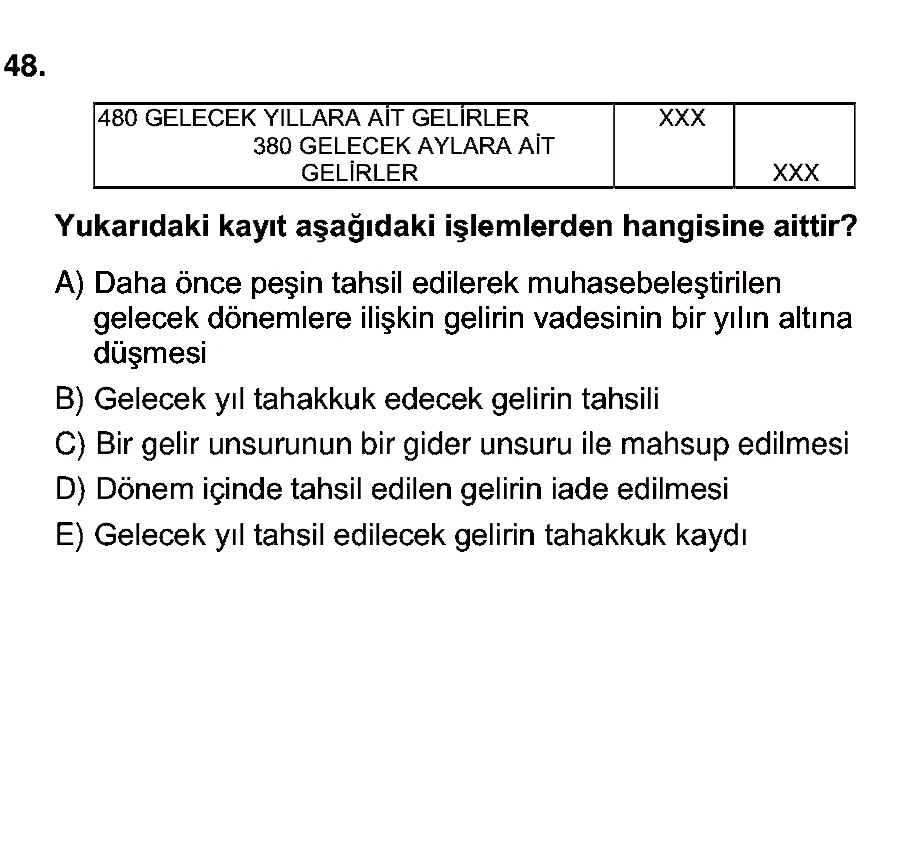 48.
480 GELECEK YILLARA AİT GELİRLER XXX
380 GELECEK AYLARA AİT
GELİRLER XXX
Yukarıdaki kayıt aşağıdaki işlemlerden hangisine aittir?
A) Daha önce peşin tahsil edilerek muhasebeleştirilen
gelecek dönemlere ilişkin gelirin vadesinin bir yılın altına
düşmesi
B) Gelecek yıl tahakkuk edecek gelirin tahsili
C) Bir gelir unsurunun bir gider unsuru ile mahsup edilmesi
D) Dönem içinde tahsil edilen gelirin iade edilmesi
E) Gelecek yıl tahsil edilecek gelirin tahakkuk kaydı